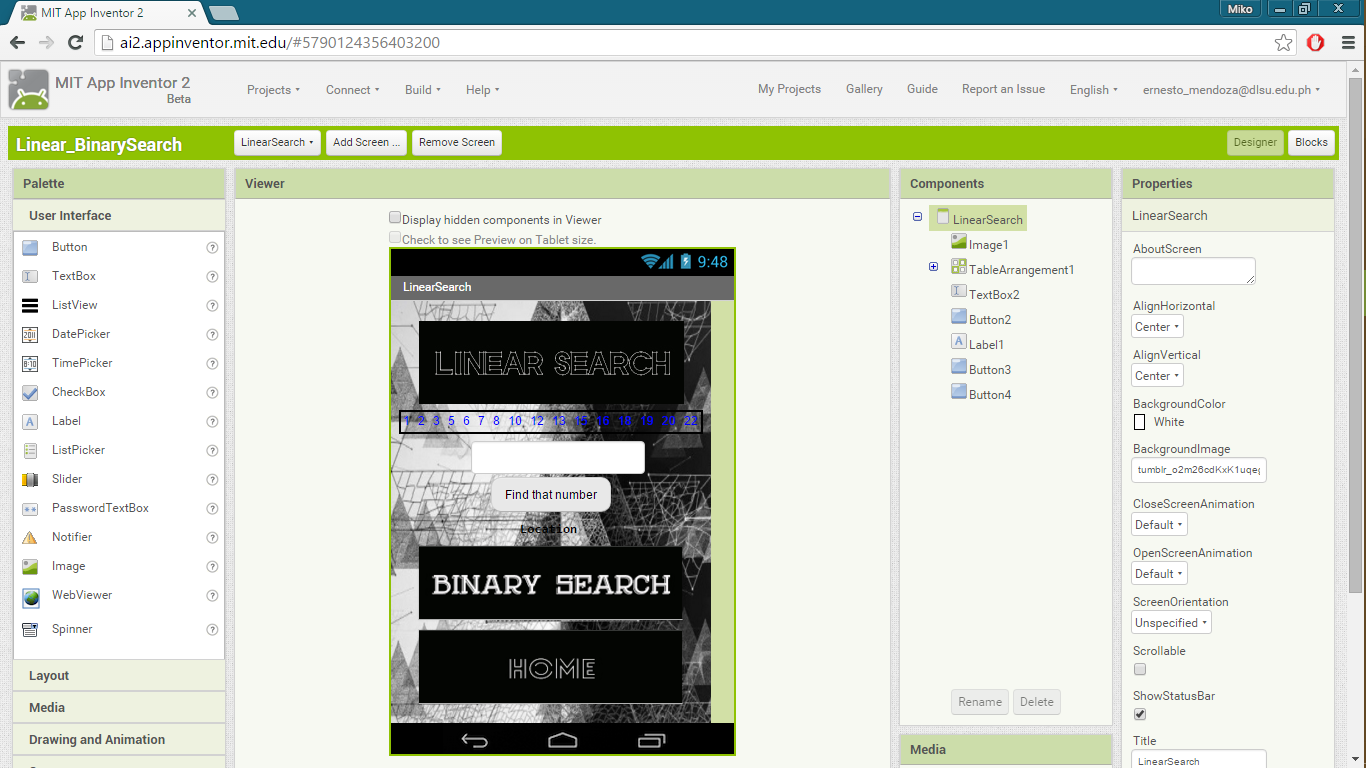 MIT App Inventor 2
Miko
ai2.appinventor.mit.edu/#5790124356403200
MIT App Inventor 2
Beta
Projects Connect Build Help
My Projects Gallery Guide Report an Issue English ernesto_mendoza@dlsu.edu.ph
Linear_BinarySearch
LinearSearch Add Screen ... Remove Screen
Designer Blocks
Palette
User Interface
Button
TextBox
ListView
DatePicker
TimePicker
CheckBox
Label
ListPicker
Slider
PasswordTextBox
Notifier
Image
WebViewer
Spinner
Layout
Media
Drawing and Animation
Viewer
Display hidden components in Viewer
Check to see Preview on Tablet size.
9:48
LinearSearch
LINEAR SEARCH
1 2 3 5 6 7 8 10 12 13 15 16 18 19 20 22
Find that number
Location
BINARY SEARCH
HOME
Components
LinearSearch
Image1
TableArrangement1
TextBox2
Button2
Label1
Button3
Button4
Rename Delete
Media
Properties
LinearSearch
AboutScreen
AlignHorizontal
Center
AlignVertical
Center
BackgroundColor
White
BackgroundImage
CloseScreenAnimation
Default
OpenScreenAnimation
Default
ScreenOrientation
Unspecified
Scrollable
ShowStatusBar
Title
LinearSearch